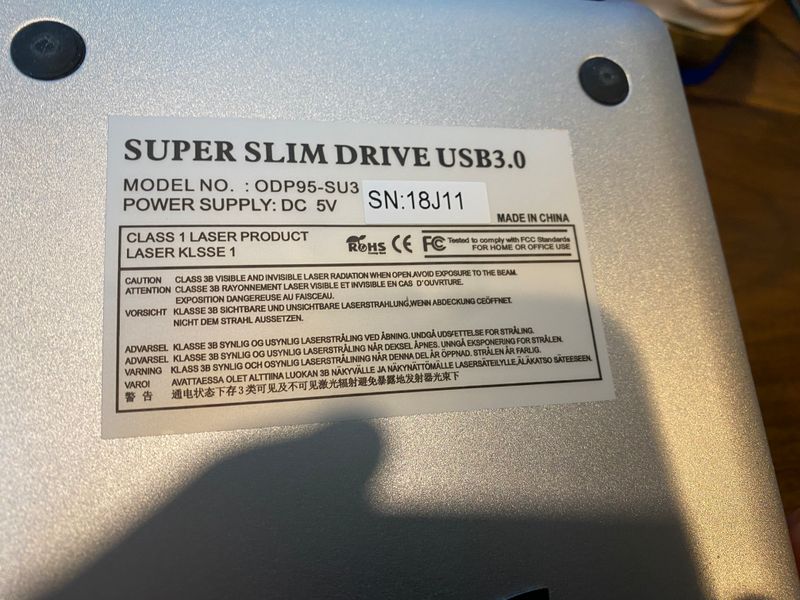 SUPER SLIM DRIVE USB3.0
MODEL NO. : ODP95-SU3
SN:18J11
POWER SUPPLY: DC 5V
MADE IN CHINA
CLASS 1 LASER PRODUCT
LASER KLSSE 1
RoHS CE FC Tested to comply with FCC Standards
FOR HOME OR OFFICE USE
CAUTION CLASS 3B VISIBLE AND INVISIBLE LASER RADIATION WHEN OPEN.AVOID EXPOSURE TO THE BEAM.
ATTENTION CLASSE 3B RAYONNEMENT LASER VISIBLE ET INVISIBLE EN CAS D'OUVRTURE.
EXPOSITION DANGEREUSE AU FAISCEAU.
VORSICHT KLASSE 3B SICHTBARE UND UNSICHTBARE LASERSTRAHLUNG,WENN ABDECKUNG GEÖFFNET.
NICHT DEM STRAHL AUSSETZEN.
ADVARSEL KLASSE 3B SYNLIG OG USYNLIG LASERSTRÅLING VED ÅBNING. UNDGÅ UDSFTTELSE FOR STRÅLING.
ADVARSEL KLASSE 3B SYNLIG OG USYNLIG LASERSTRÅLING NÅR DEKSEL ÅPNES. UNNGÅ EKSPONERING FOR STRÅLEN.
VARNING KLASS 3B SYNLIG OCH OSYNLIG LASERSTRÅLNING NÅR DENNA DEL ÅR ÖPPNAD. STRÅLEN ÅR FARLIG.
VAROI AVATTAESSA OLET ALTTIINA LUOKAN 3B NÄKYVÄLLE JA NÄKYNÄTTÖMÄLLE LASERSÄTEILYLLE,ÄLÄKATSO SÄTEESEEN.
警 告 通电状态下存3类可见及不可见激光辐射避免暴露地发射器光束下